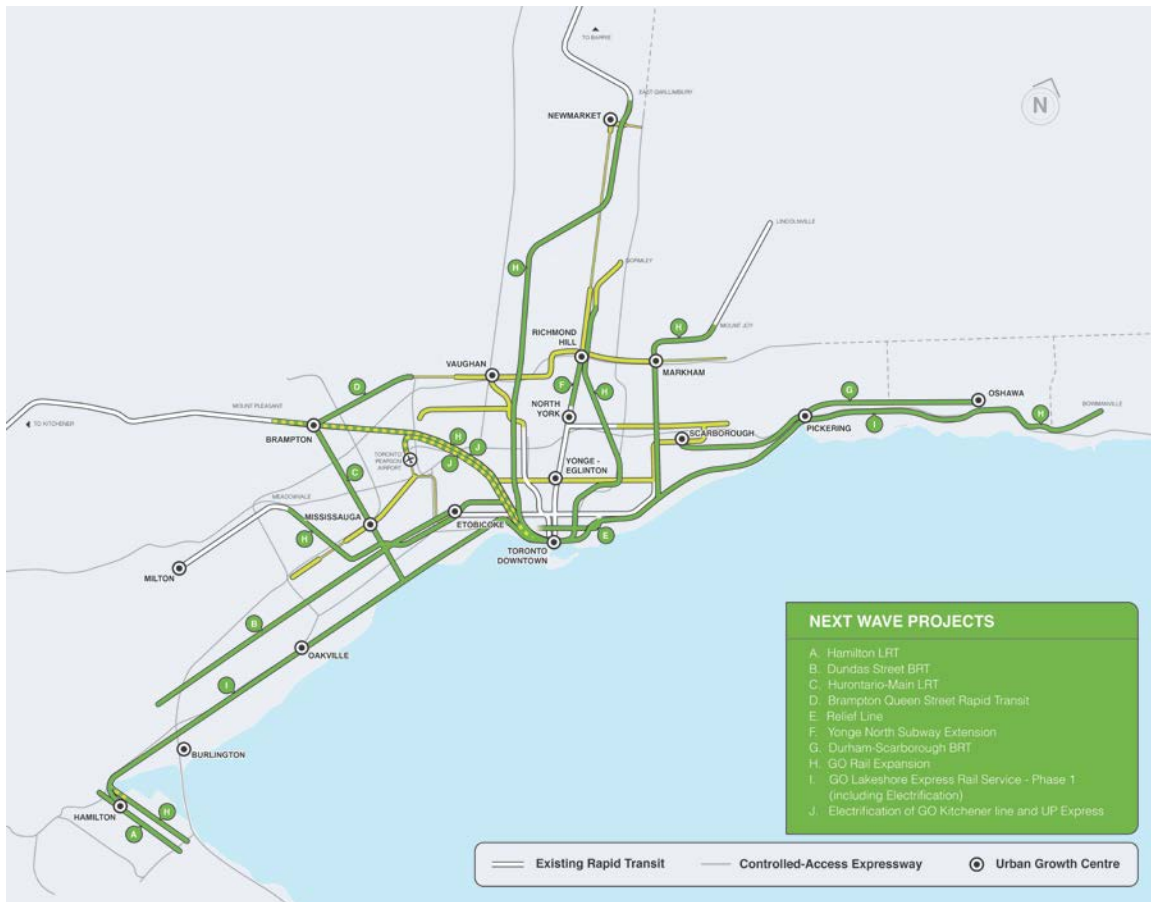 TO BARRIE
EAST GWILLIMBURY
NEWMARKET
N
LINCOLNVILLE
H
GORMLEY
MOUNT JOY
H
RICHMOND
HILL
VAUGHAN
MARKHAM
D
F
H
G
OSHAWA
MOUNT PLEASANT
NORTH
YORK
H
BOWMANVILLE
TO KITCHENER
BRAMPTON
I
PICKERING
H
J
SCARBOROUGH
TORONTO
PEARSON
AIRPORT
J
C
YONGE -
EGLINTON
MEADOWVALE
MISSISSAUGA
ETOBICOKE
H
E
TORONTO
DOWNTOWN
MILTON
B
OAKVILLE
I
BURLINGTON
HAMILTON
H
A
NEXT WAVE PROJECTS
A. Hamilton LRT
B. Dundas Street BRT
C. Hurontario-Main LRT
D. Brampton Queen Street Rapid Transit
E. Relief Line
F. Yonge North Subway Extension
G. Durham-Scarborough BRT
H. GO Rail Expansion
I. GO Lakeshore Express Rail Service - Phase 1
(including Electrification)
J. Electrification of GO Kitchener line and UP Express
Existing Rapid Transit
Controlled-Access Expressway
Urban Growth Centre